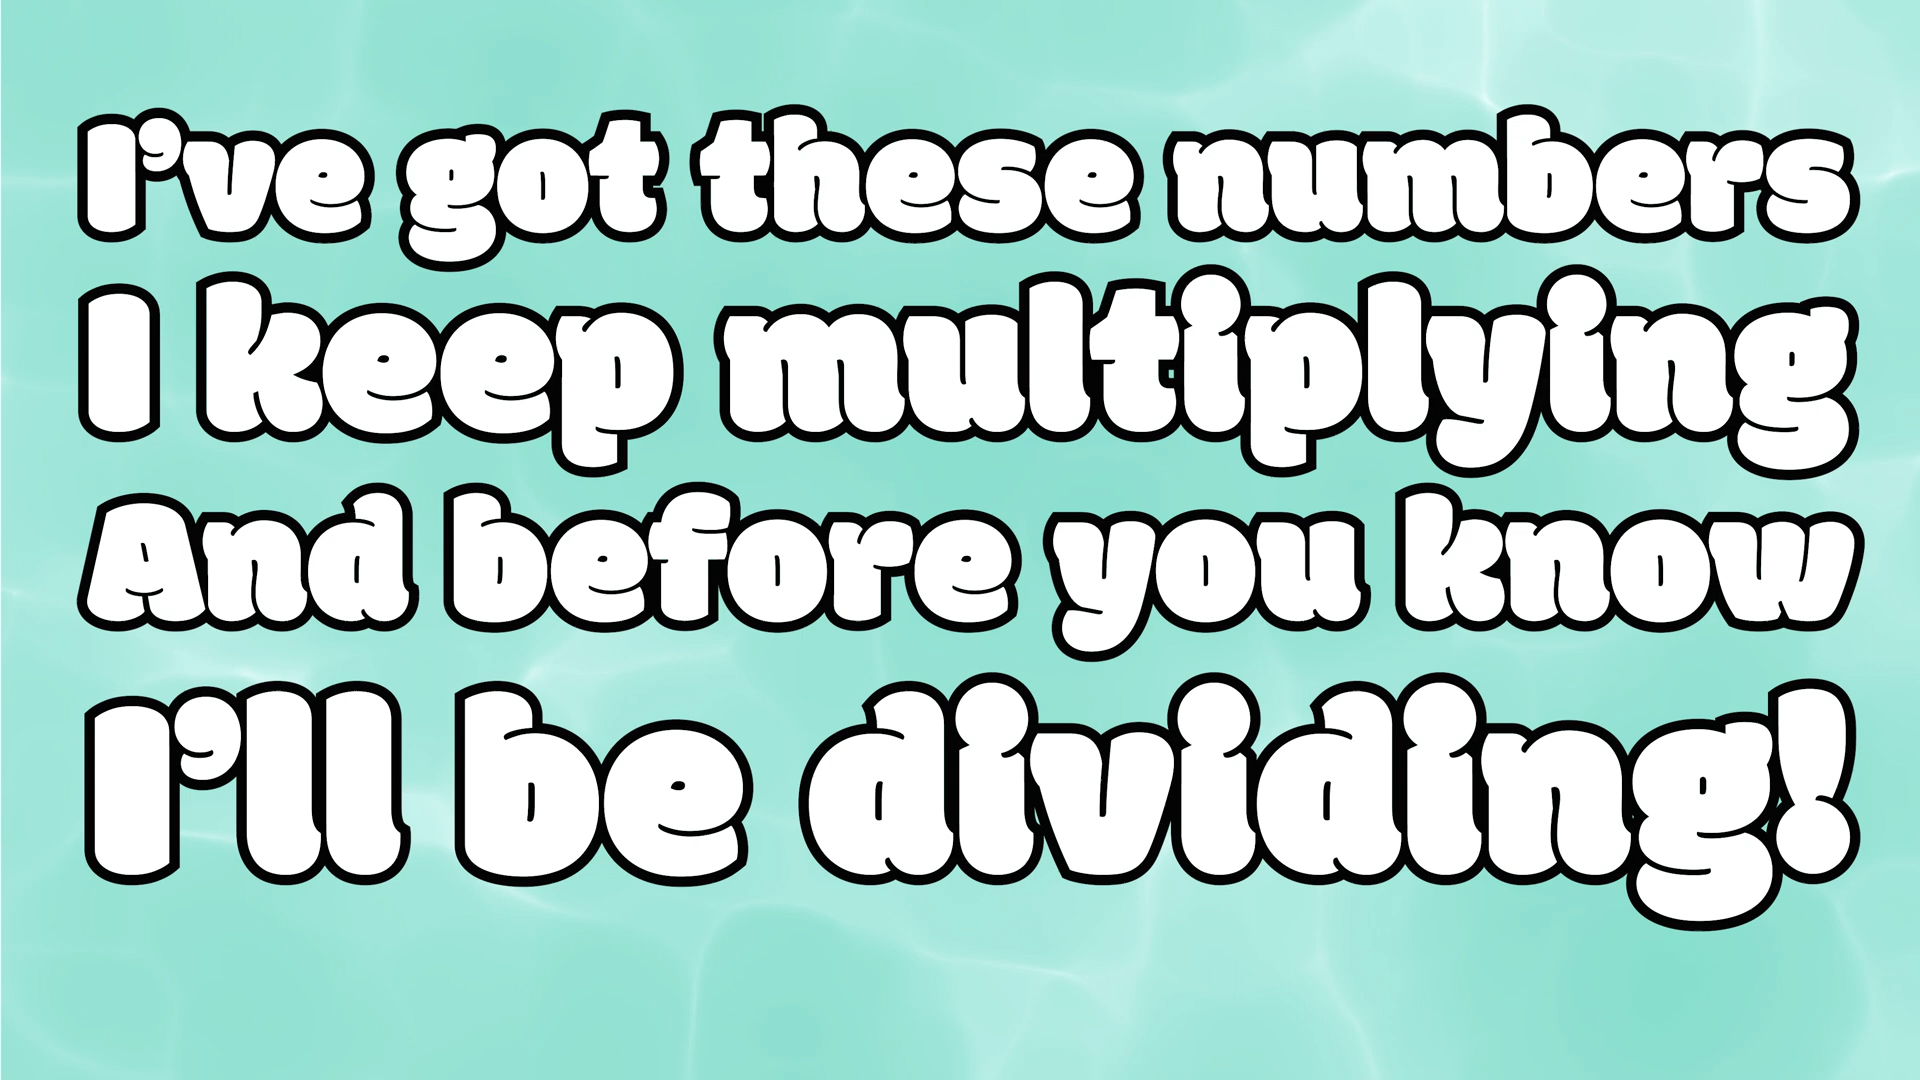 I’ve got these numbers
I keep multiplying
And before you know
I’ll be dividing!